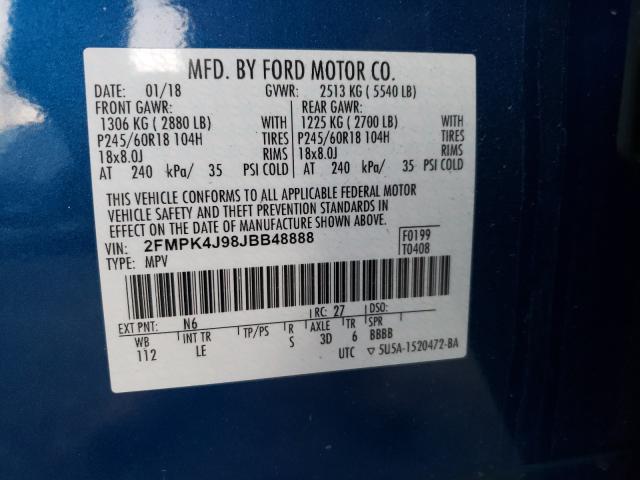 MFD. BY FORD MOTOR CO.
DATE: 01/18 GVWR: 2513 KG ( 5540 LB)
FRONT GAWR: REAR GAWR:
1306 KG ( 2880 LB) 1225 KG ( 2700 LB)
P245/60R18 104H TIRES P245/60R18 104H TIRES
18x8.0J RIMS 18x8.0J RIMS
AT 240 kPa/ 35 PSI COLD AT 240 kPa/ 35 PSI COLD
THIS VEHICLE CONFORMS TO ALL APPLICABLE FEDERAL MOTOR
VEHICLE SAFETY AND THEFT PREVENTION STANDARDS IN
EFFECT ON THE DATE OF MANUFACTURE SHOWN ABOVE.
VIN: 2FMPK4J98JBB48888 F0199
TYPE: MPV T0408
EXT PNT: N6 RC: 27 DSO:
WB INT TR TP/PS R AXLE TR SPR
112 LE S 3D 6 BBBB
UTC ▽ 5U5A-1520472-BA